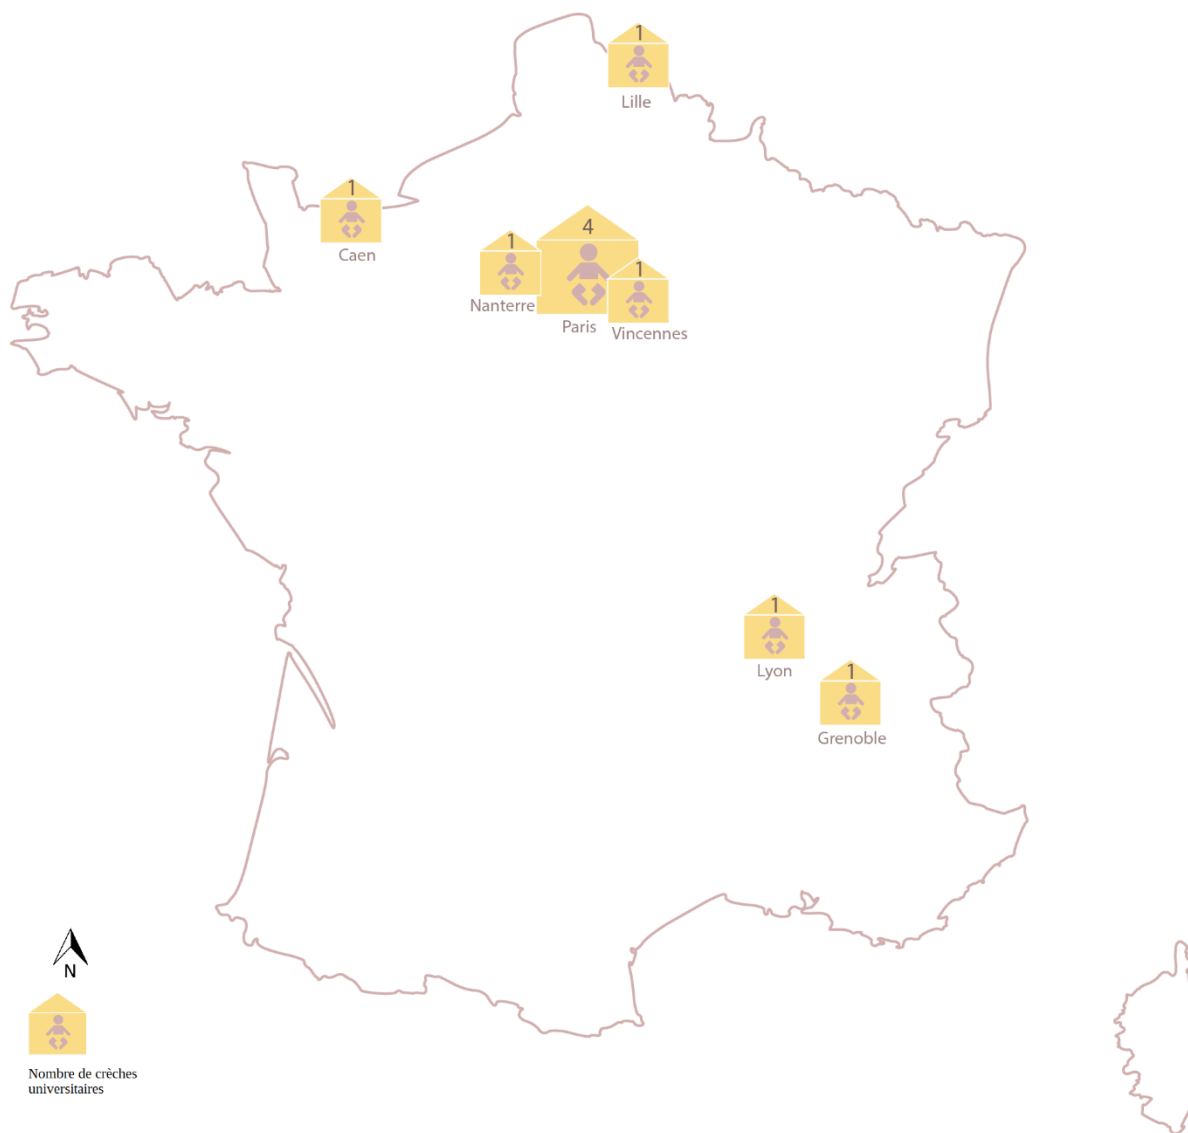 1
Lille
1
Caen
4
1
1
Nanterre
Paris
Vincennes
1
Lyon
1
Grenoble
N
Nombre de crèches
universitaires